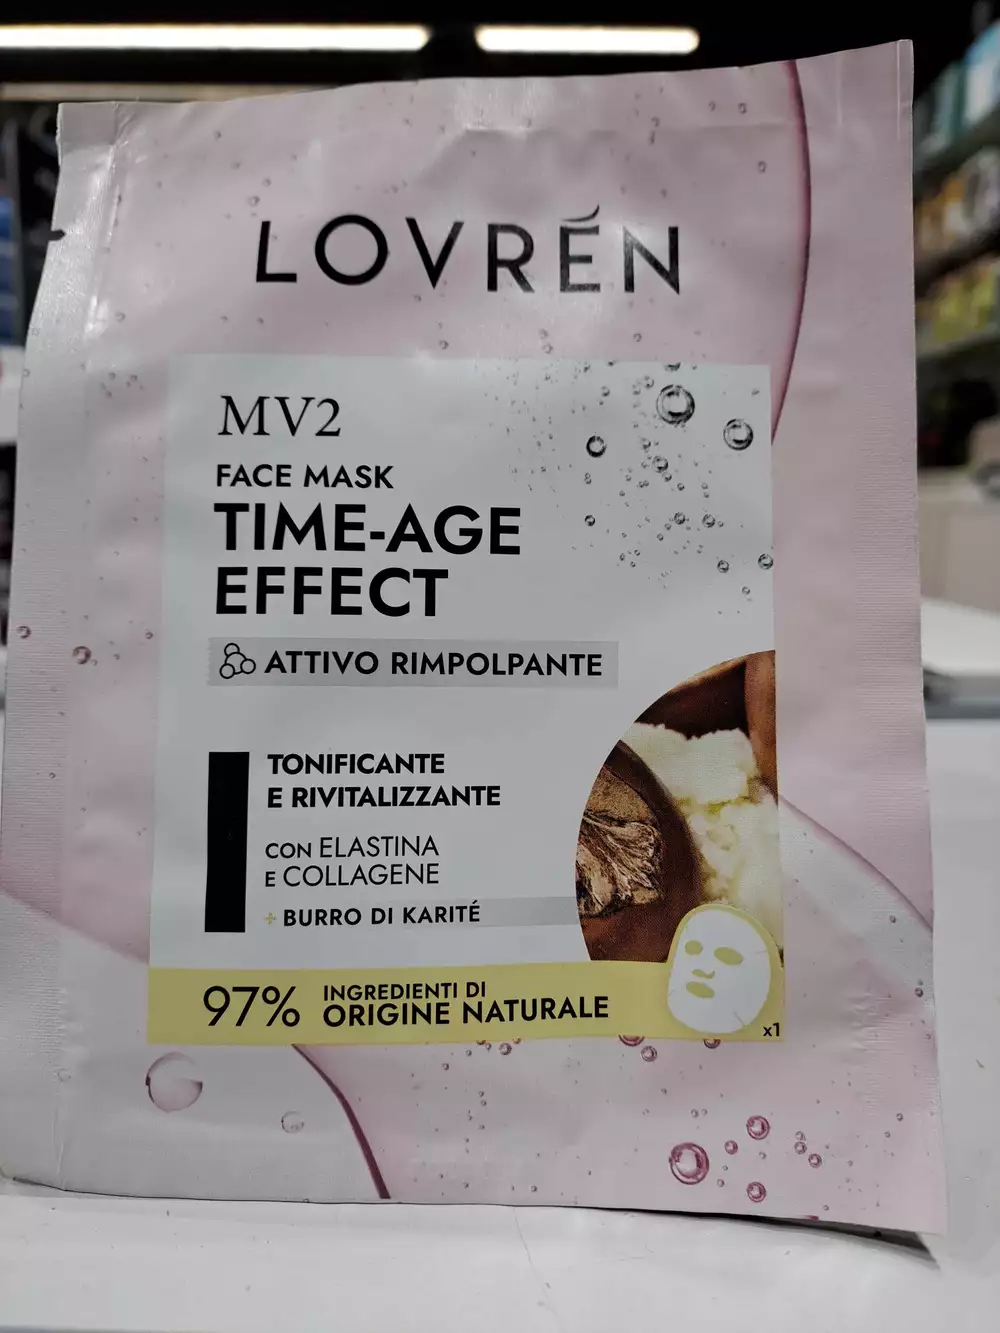 LOVRĔN
MV2
FACE MASK
TIME-AGE
EFFECT
ATTIVO RIMPOLPANTE
TONIFICANTE
E RIVITALIZZANTE
CON ELASTINA
E COLLAGENE
+ BURRO DI KARITÉ
97% INGREDIENTI DI
ORIGINE NATURALE
x1